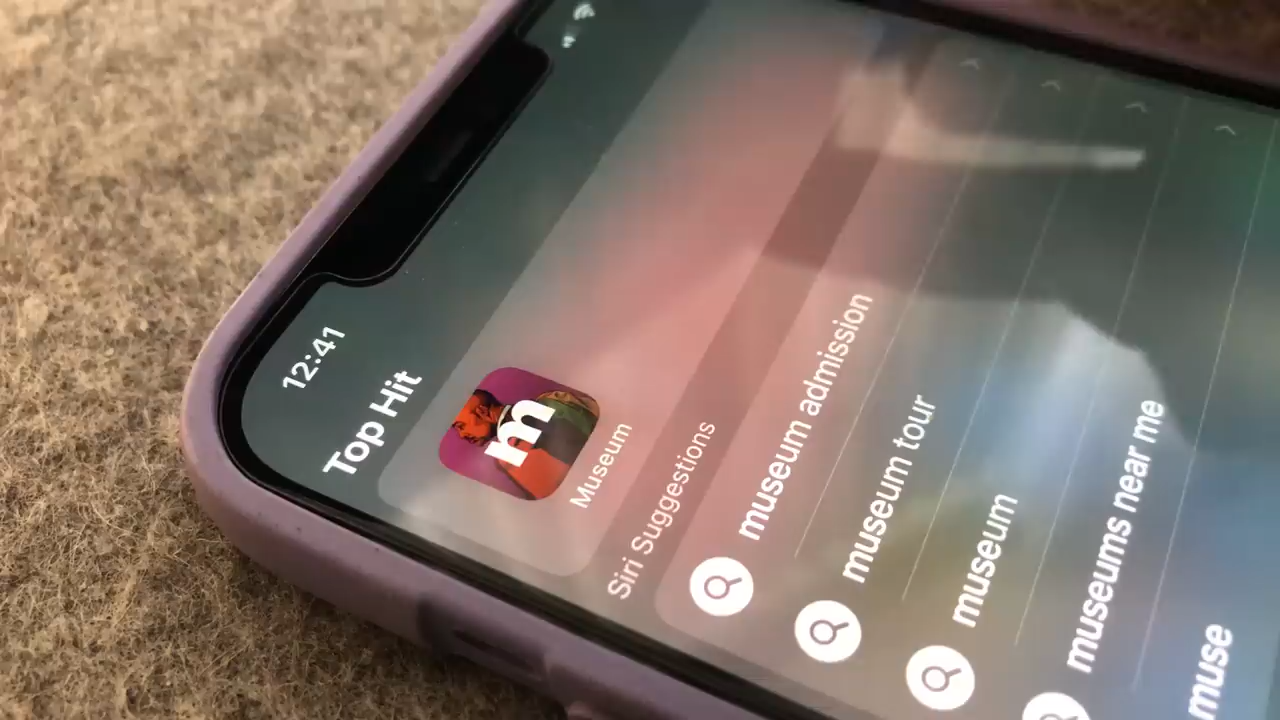 12:41
Top Hit
m
Museum
Siri Suggestions
museum admission
museum tour
museum
museums near me
muse